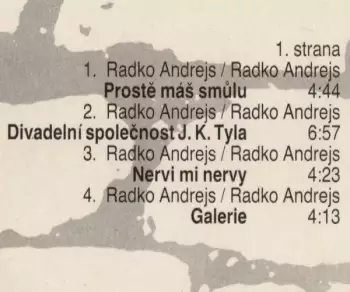 1. strana
1. Radko Andrejs / Radko Andrejs
Prostě máš smůlu 4:44
2. Radko Andrejs / Radko Andrejs
Divadelní společnost J. K. Tyla 6:57
3. Radko Andrejs / Radko Andrejs
Nervi mi nervy 4:23
4. Radko Andrejs / Radko Andrejs
Galerie 4:13